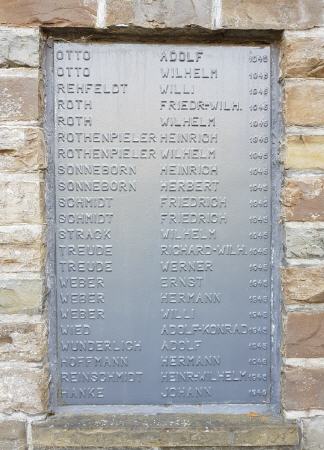 OTTO ADOLF 1945
OTTO WILHELM 1945
REHFELDT WILLI 1945
ROTH FRIEDR-WILH. 1945
ROTH WILHELM 1945
ROTHENPIELER HEINRICH 1945
ROTHENPIELER WILHELM 1945
SONNEBORN HEINRICH 1945
SONNEBORN HERBERT 1945
SCHMIDT FRIEDRICH 1945
SCHMIDT FRIEDRICH 1945
STRACK WILHELM 1945
TREUDE RICHARD-WILH. 1945
TREUDE WERNER 1945
WEBER ERNST 1945
WEBER HERMANN 1945
WEBER WILLI 1945
WIED ADOLF-KONRAD 1945
WUNDERLICH ADOLF 1945
HOFFMANN HERMANN 1945
REINSCHMIDT HEINR-WILHELM 1945
HANKE JOHANN 1945